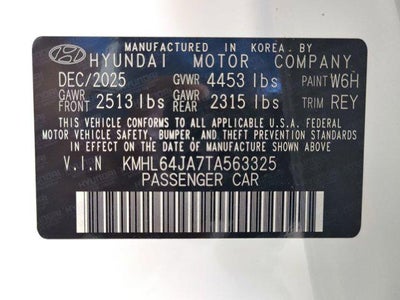 MANUFACTURED IN KOREA. BY
HYUNDAI MOTOR COMPANY
DEC/2025 GVWR 4453 lbs PAINT W6H
GAWR FRONT 2513 lbs GAWR REAR 2315 lbs TRIM REY
THIS VEHICLE CONFORMS TO ALL APPLICABLE U.S.A. FEDERAL
MOTOR VEHICLE SAFETY, BUMPER, AND THEFT PREVENTION STANDARDS
IN EFFECT ON THE DATE OF MANUFACTURE SHOWN ABOVE.
V.I.N KMHL64JA7TA563325
PASSENGER CAR